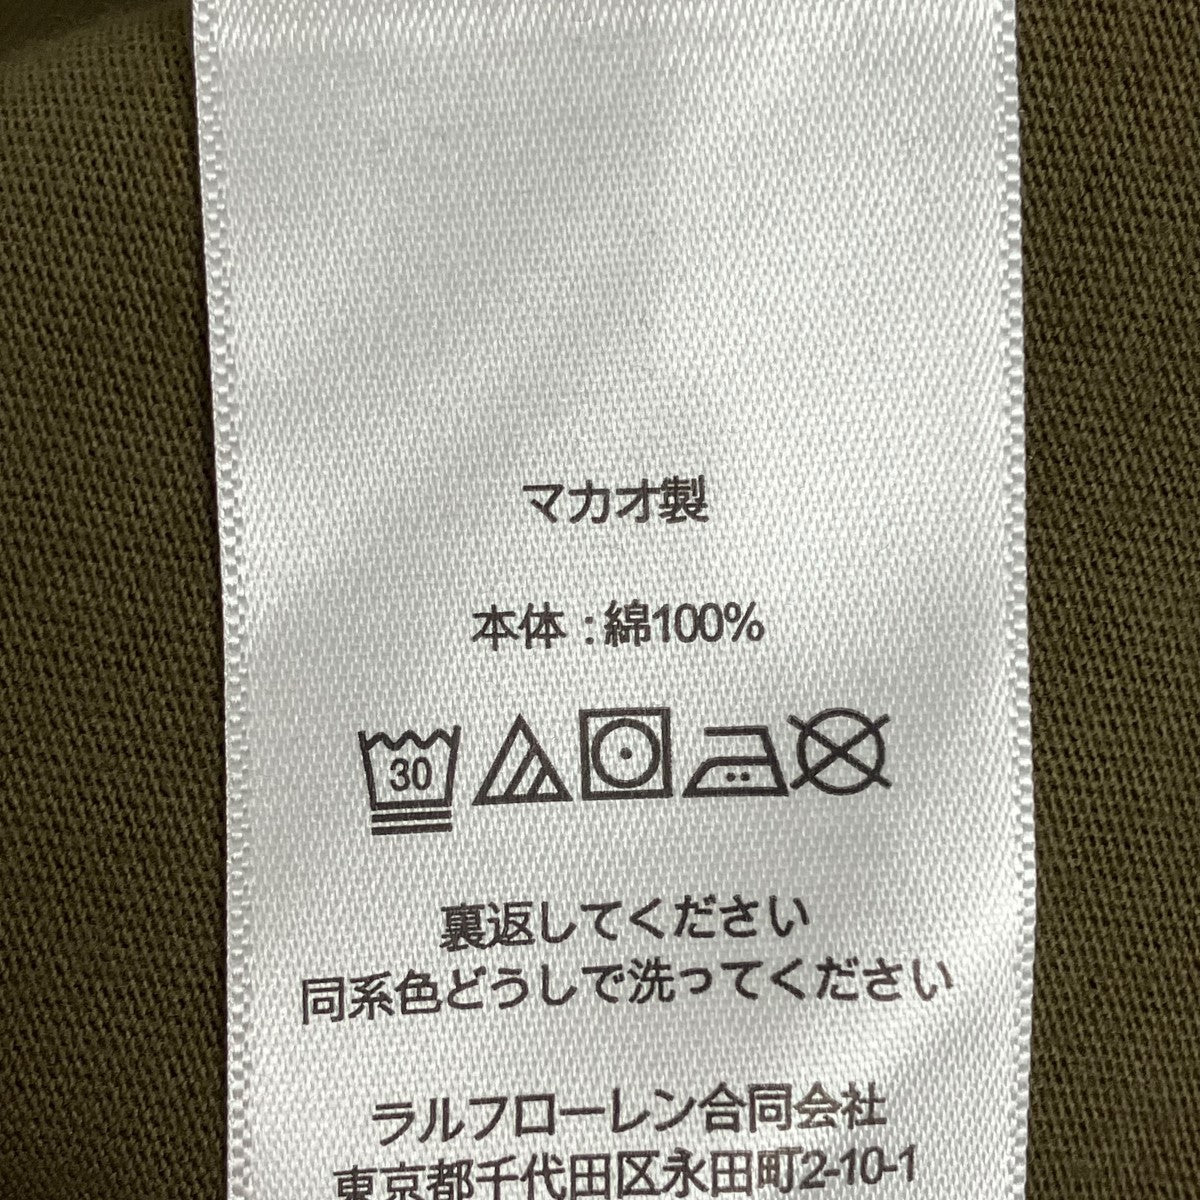 マカオ製
本体:綿100%
30
裏返してください
同系色どうしで洗ってください
ラルフローレン合同会社
東京都千代田区永田町2-10-1